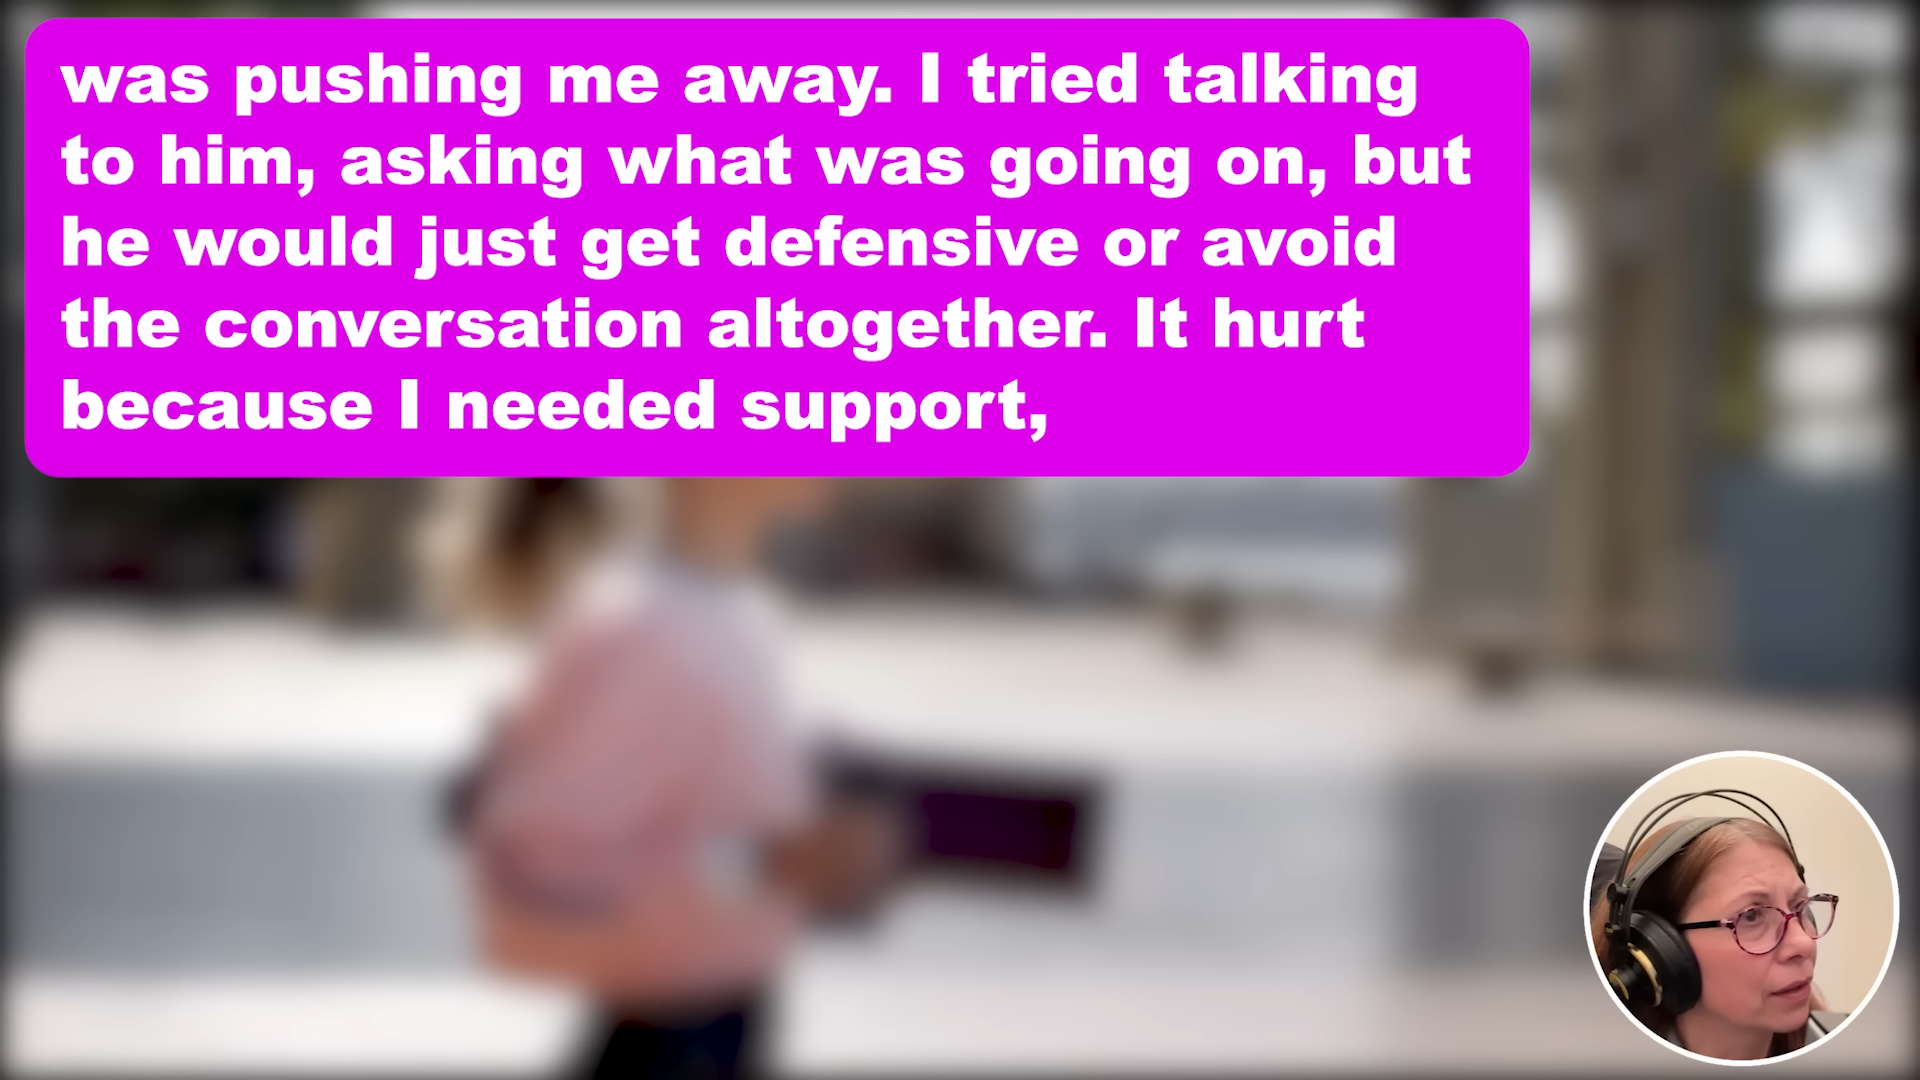 was pushing me away. I tried talking
to him, asking what was going on, but
he would just get defensive or avoid
the conversation altogether. It hurt
because I needed support,